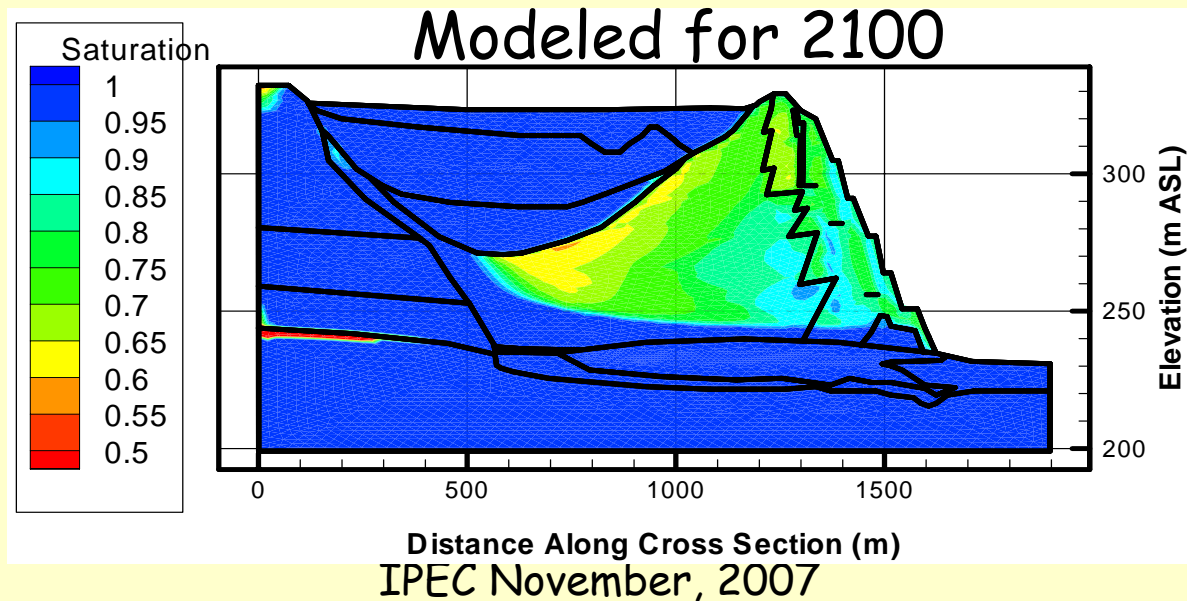 Modeled for 2100
Saturation
1
0.95
0.9
0.85
0.8
0.75
0.7
0.65
0.6
0.55
0.5
300
250
200
Elevation (m ASL)
0 500 1000 1500
Distance Along Cross Section (m)
IPEC November, 2007